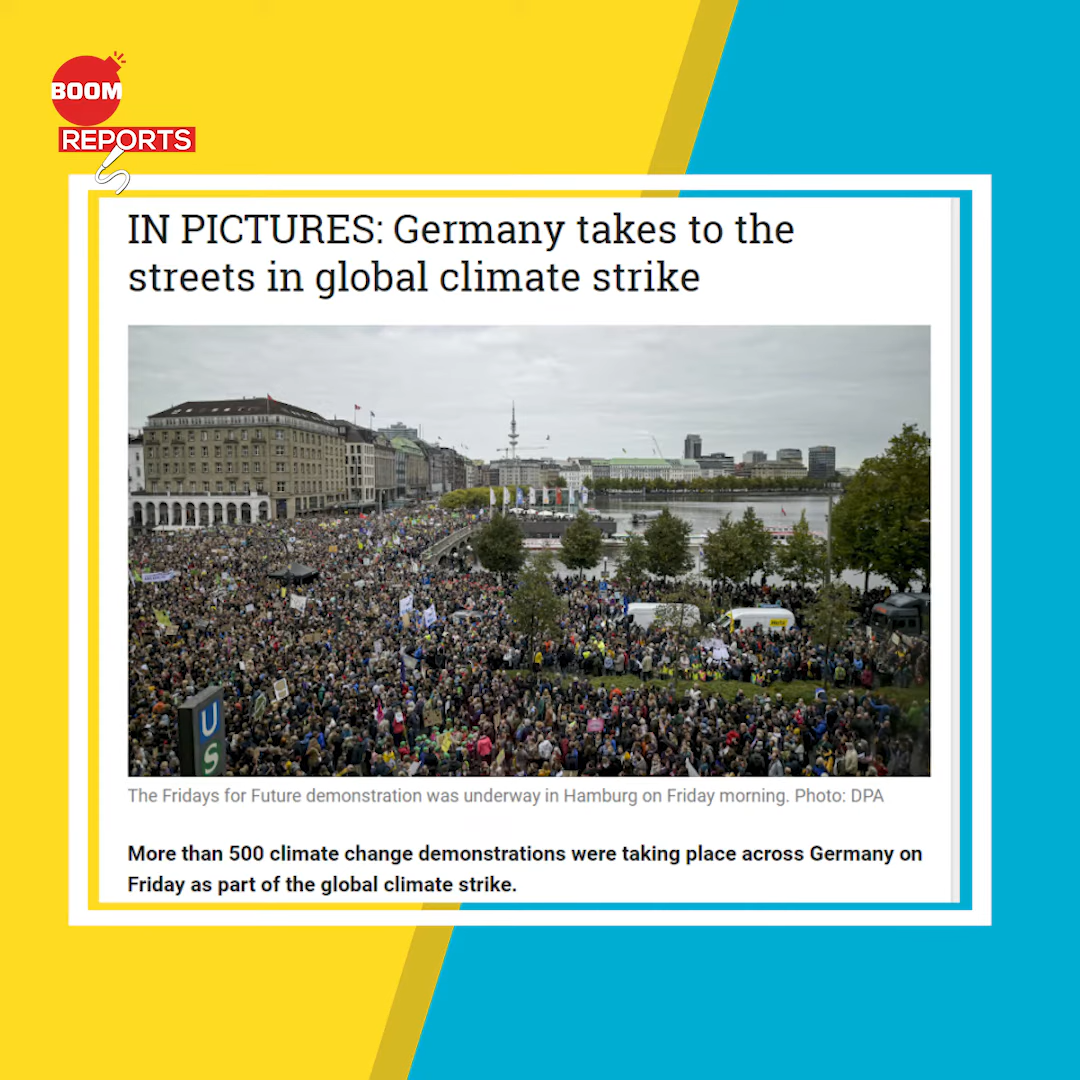 BOOM
REPORTS
IN PICTURES: Germany takes to the
streets in global climate strike
U
S
The Fridays for Future demonstration was underway in Hamburg on Friday morning. Photo: DPA
More than 500 climate change demonstrations were taking place across Germany on
Friday as part of the global climate strike.